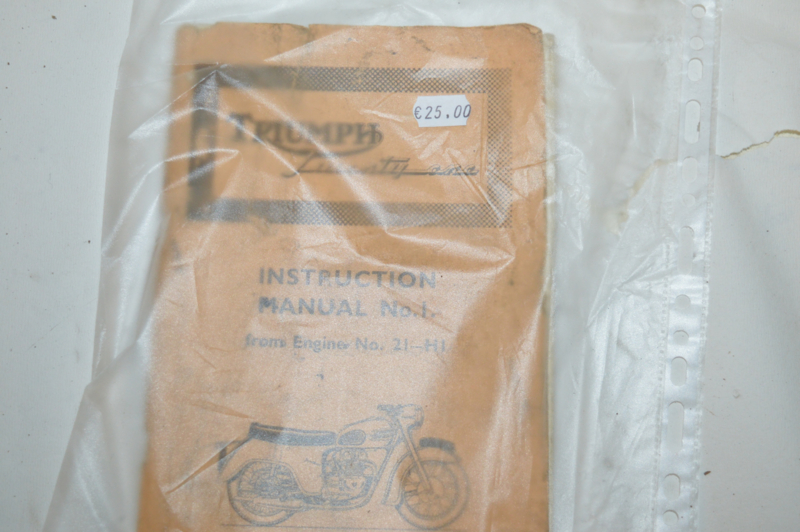 €25.00
TRIUMPH
Twenty one
INSTRUCTION
MANUAL No.1
from Engine No. 21-H1